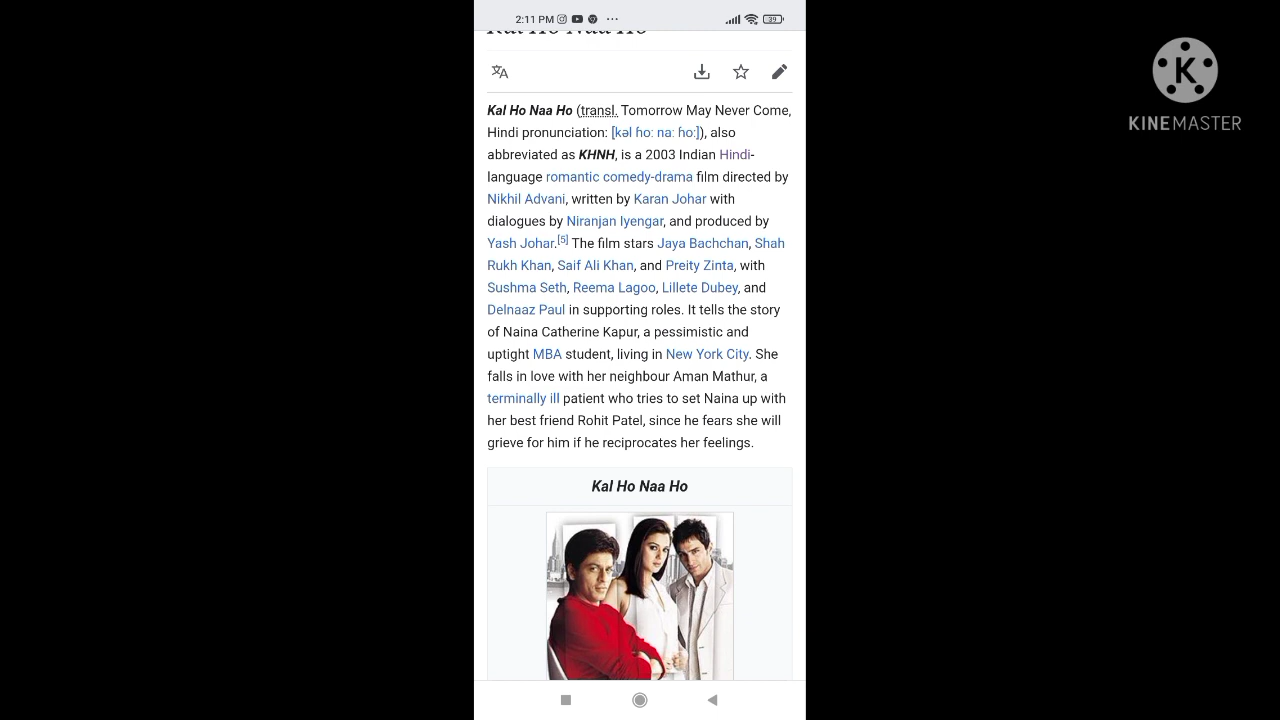 2:11 PM
39
Kal Ho Naa Ho
Kal Ho Naa Ho (transl. Tomorrow May Never Come,
Hindi pronunciation: [kəl ɦoː naː ɦoː]), also
abbreviated as KHNH, is a 2003 Indian Hindi-
language romantic comedy-drama film directed by
Nikhil Advani, written by Karan Johar with
dialogues by Niranjan Iyengar, and produced by
Yash Johar.[5] The film stars Jaya Bachchan, Shah
Rukh Khan, Saif Ali Khan, and Preity Zinta, with
Sushma Seth, Reema Lagoo, Lillete Dubey, and
Delnaaz Paul in supporting roles. It tells the story
of Naina Catherine Kapur, a pessimistic and
uptight MBA student, living in New York City. She
falls in love with her neighbour Aman Mathur, a
terminally ill patient who tries to set Naina up with
her best friend Rohit Patel, since he fears she will
grieve for him if he reciprocates her feelings.
Kal Ho Naa Ho
K
KINEMASTER